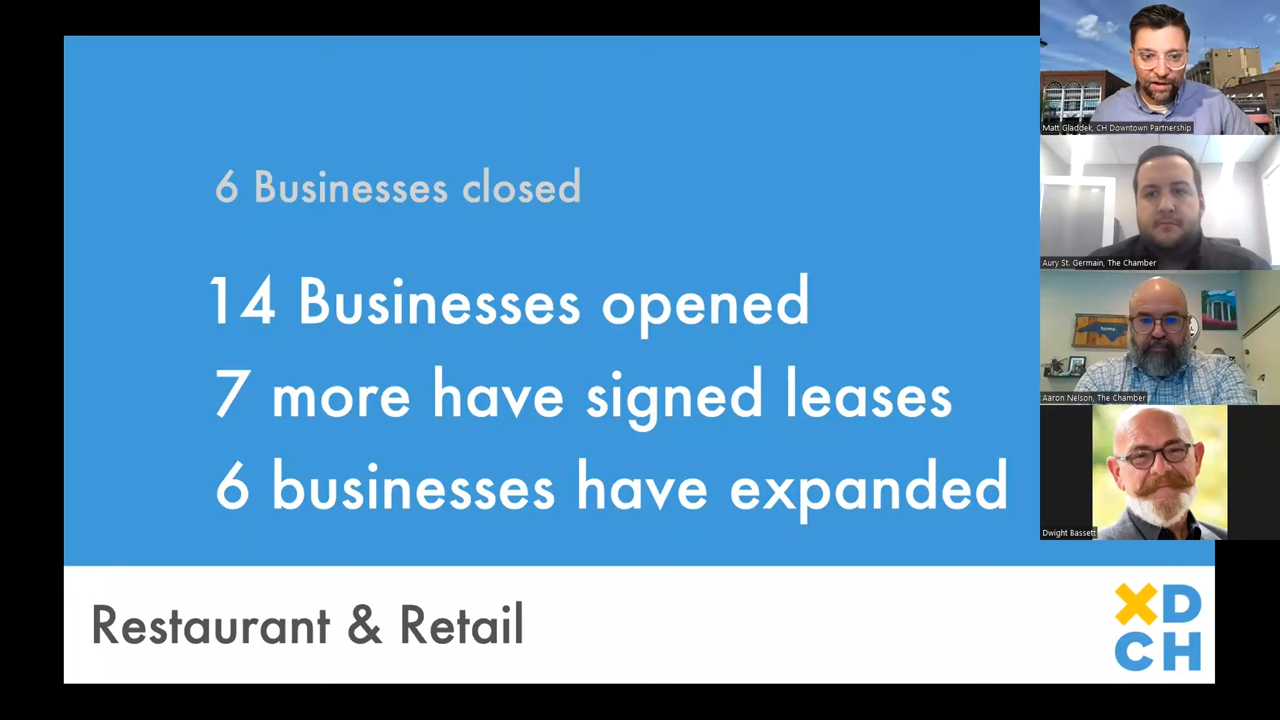 6 Businesses closed
14 Businesses opened
7 more have signed leases
6 businesses have expanded
Restaurant & Retail
XD
CH
Matt Gladdek, CH Downtown Partnership
Aury St. Germain, The Chamber
home.
Aaron Nelson, The Chamber
Dwight Bassett